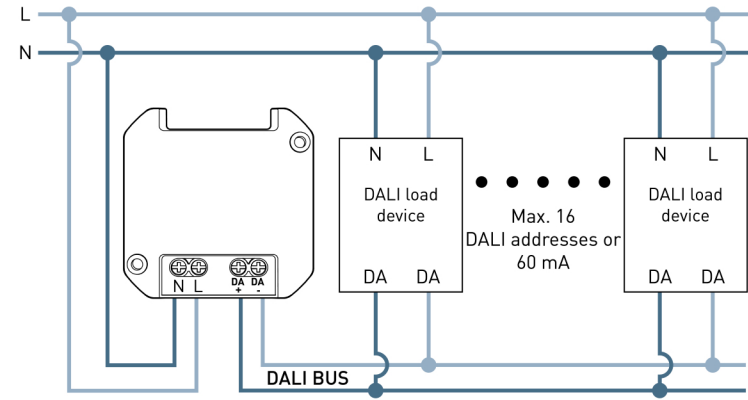 L
N
N L
DALI load
device
DA DA
N L
DALI load
device
DA DA
Max. 16
DALI addresses or
60 mA
N L
DA DA
+ -
DALI BUS